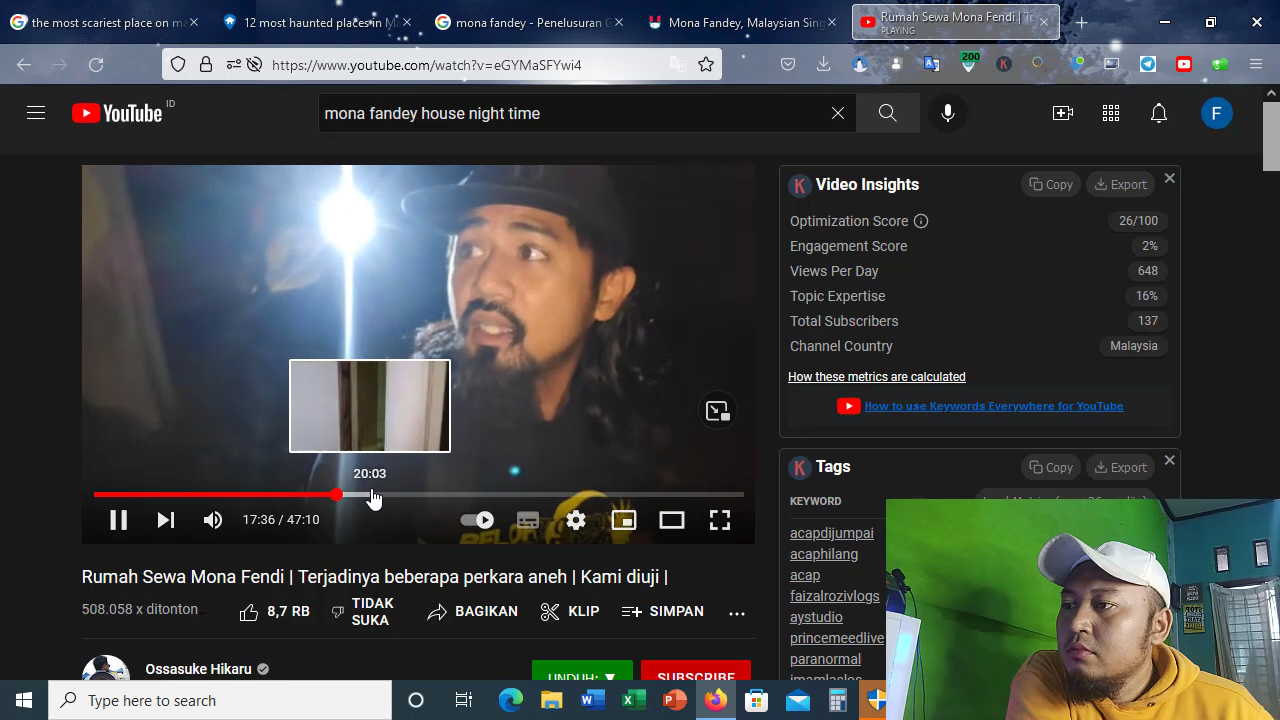 the most scariest place on ma
12 most haunted places in M
mona fandey - Penelusuran G
Mona Fandey, Malaysian Sing
Rumah Sewa Mona Fendi | Te
PLAYING
https://www.youtube.com/watch?v=eGYMaSFYwi4
200
YouTube ID
mona fandey house night time
F
K Video Insights
Copy
Export
Optimization Score 26/100
Engagement Score 2%
Views Per Day 648
Topic Expertise 16%
Total Subscribers 137
Channel Country Malaysia
How these metrics are calculated
How to use Keywords Everywhere for YouTube
20:03
17:36 / 47:10
K Tags
Copy
Export
KEYWORD
acapdijumpai
acaphilang
acap
faizalrozivlogs
aystudio
princemeedlive
paranormal
Rumah Sewa Mona Fendi | Terjadinya beberapa perkara aneh | Kami diuji |
508.058 x ditonton
8,7 RB
TIDAK SUKA
BAGIKAN
KLIP
SIMPAN
Ossasuke Hikaru
UNDUH: ▼
SUBSCRIBE
Type here to search